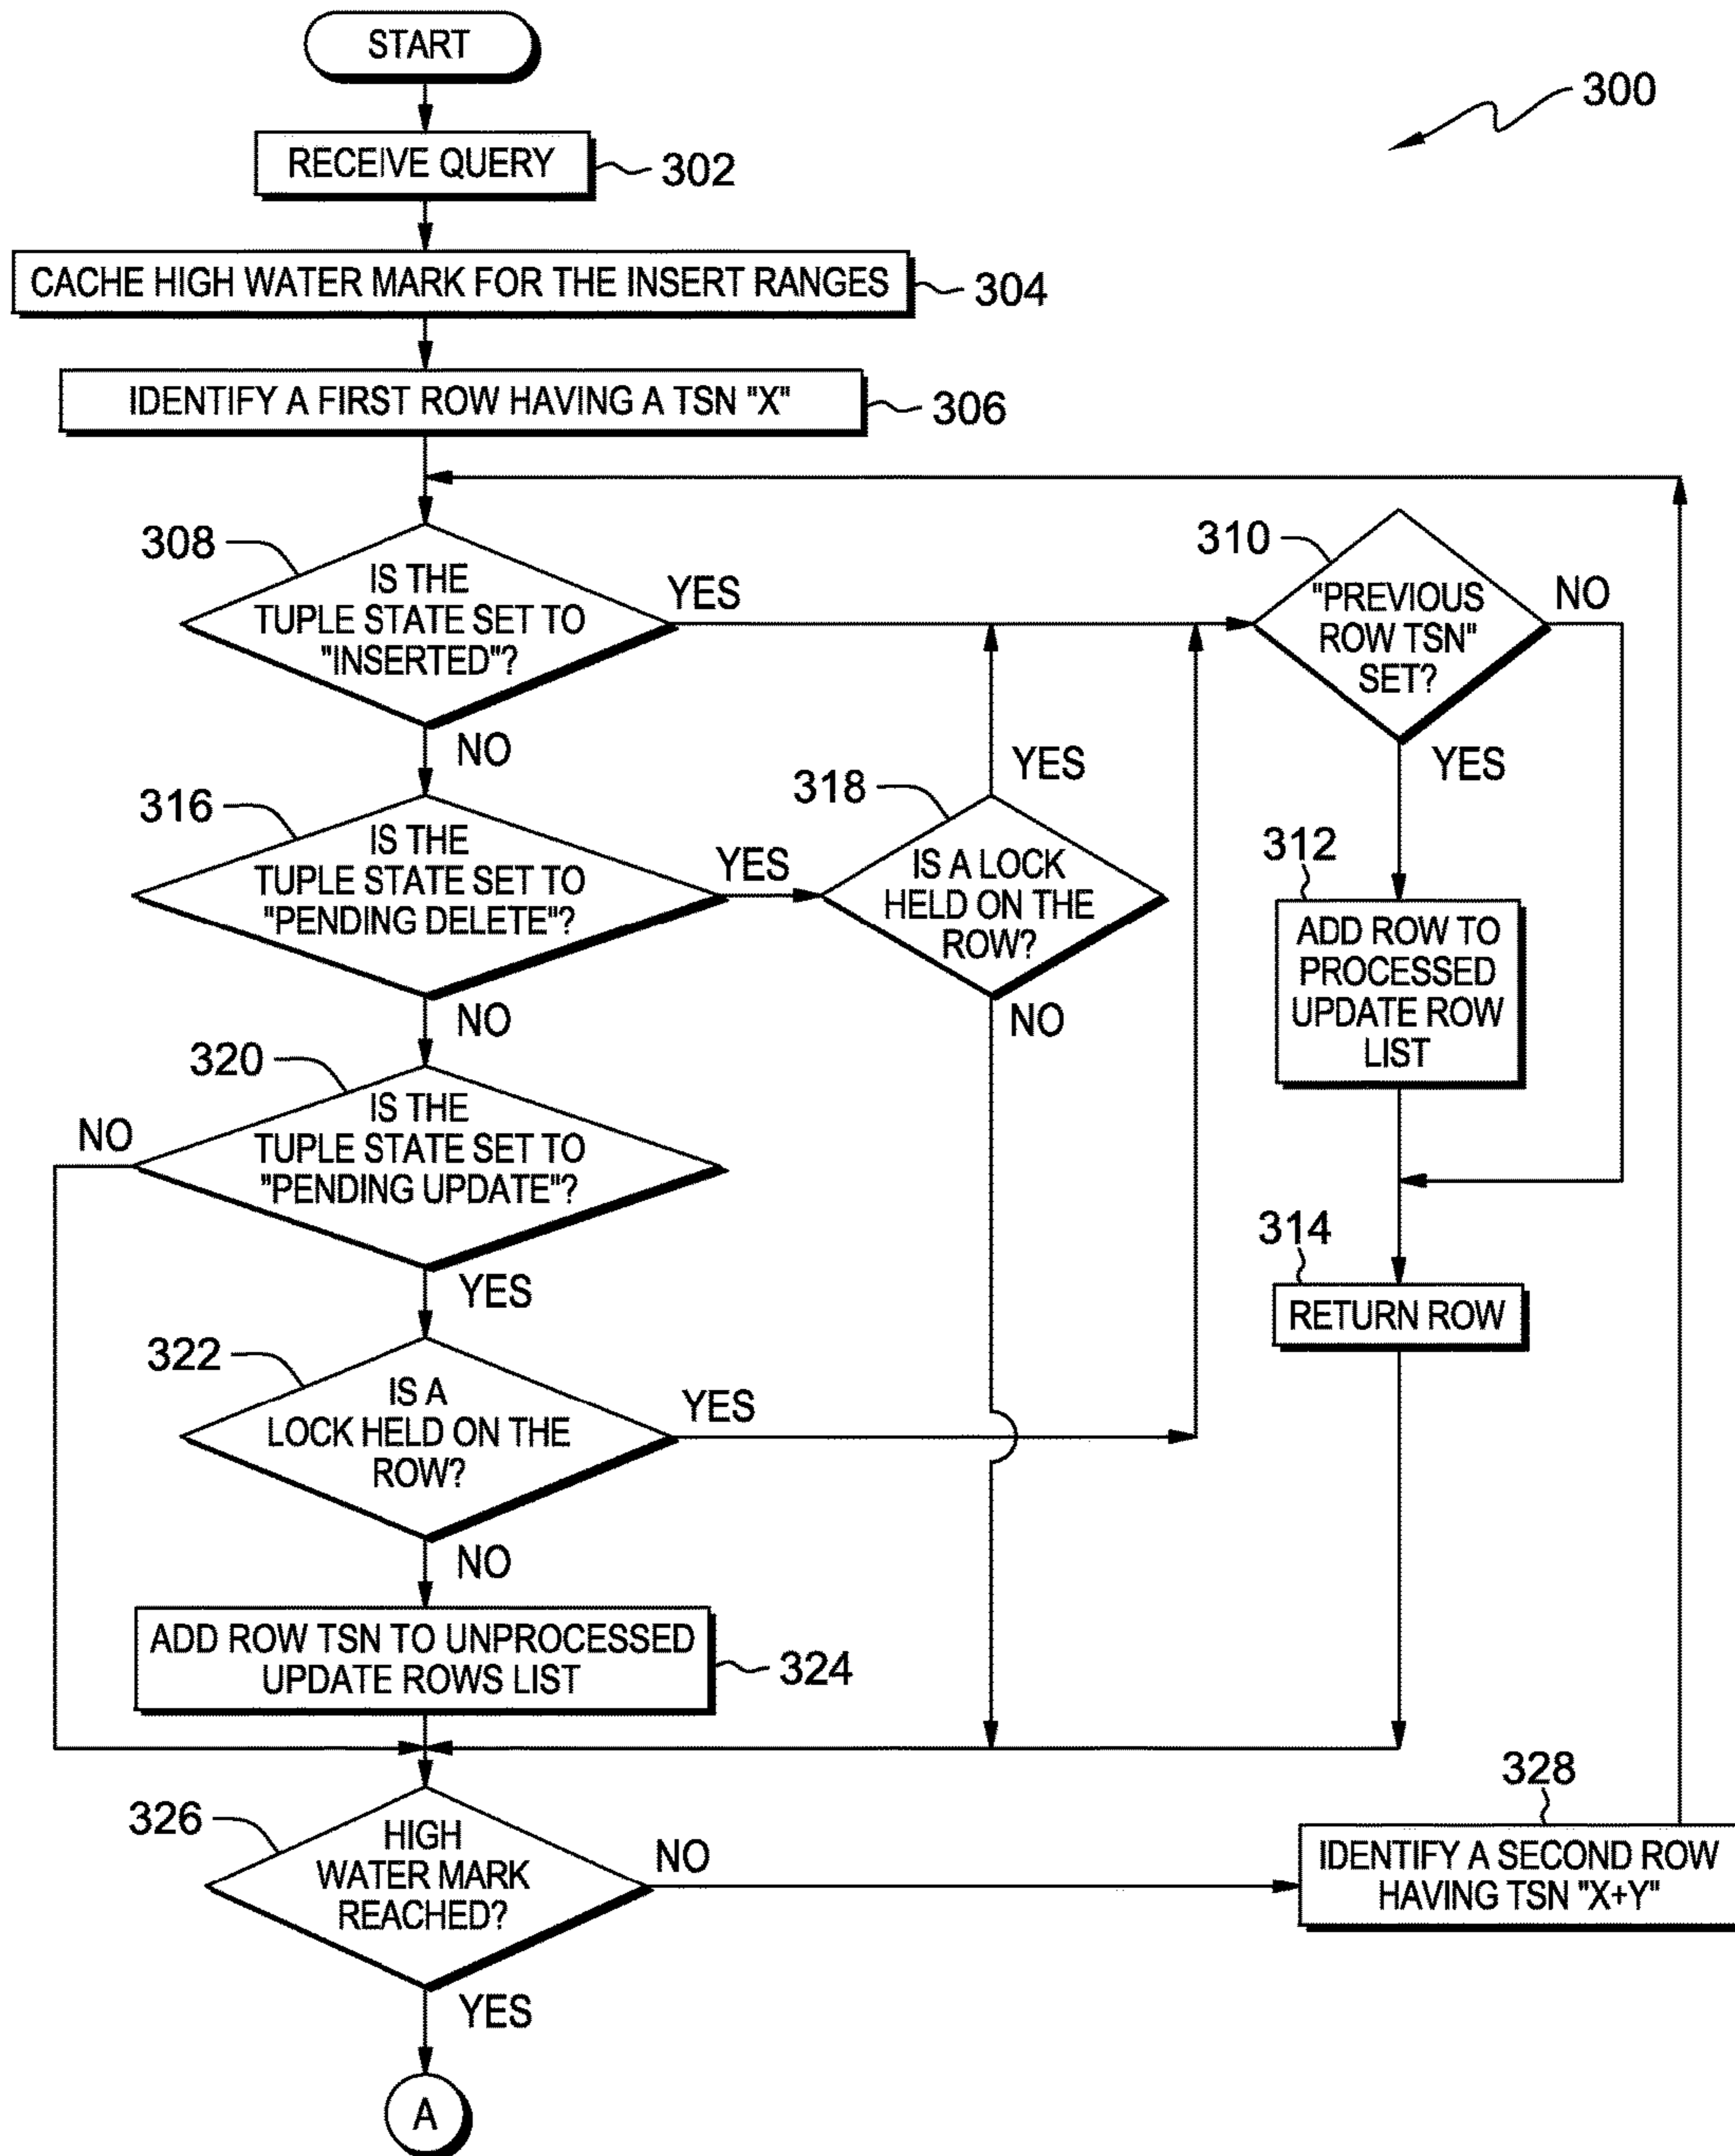 START
300
RECEIVE QUERY
302
CACHE HIGH WATER MARK FOR THE INSERT RANGES
304
IDENTIFY A FIRST ROW HAVING A TSN "X"
306
308
IS THE
TUPLE STATE SET TO
"INSERTED"?
YES
NO
310
"PREVIOUS
ROW TSN"
SET?
NO
YES
316
IS THE
TUPLE STATE SET TO
"PENDING DELETE"?
YES
NO
318
IS A LOCK
HELD ON THE
ROW?
YES
NO
312
ADD ROW TO
PROCESSED
UPDATE ROW
LIST
320
IS THE
TUPLE STATE SET TO
"PENDING UPDATE"?
NO
YES
314
RETURN ROW
322
IS A
LOCK HELD ON THE
ROW?
YES
NO
ADD ROW TSN TO UNPROCESSED
UPDATE ROWS LIST
324
326
HIGH
WATER MARK
REACHED?
NO
YES
328
IDENTIFY A SECOND ROW
HAVING TSN "X+Y"
A